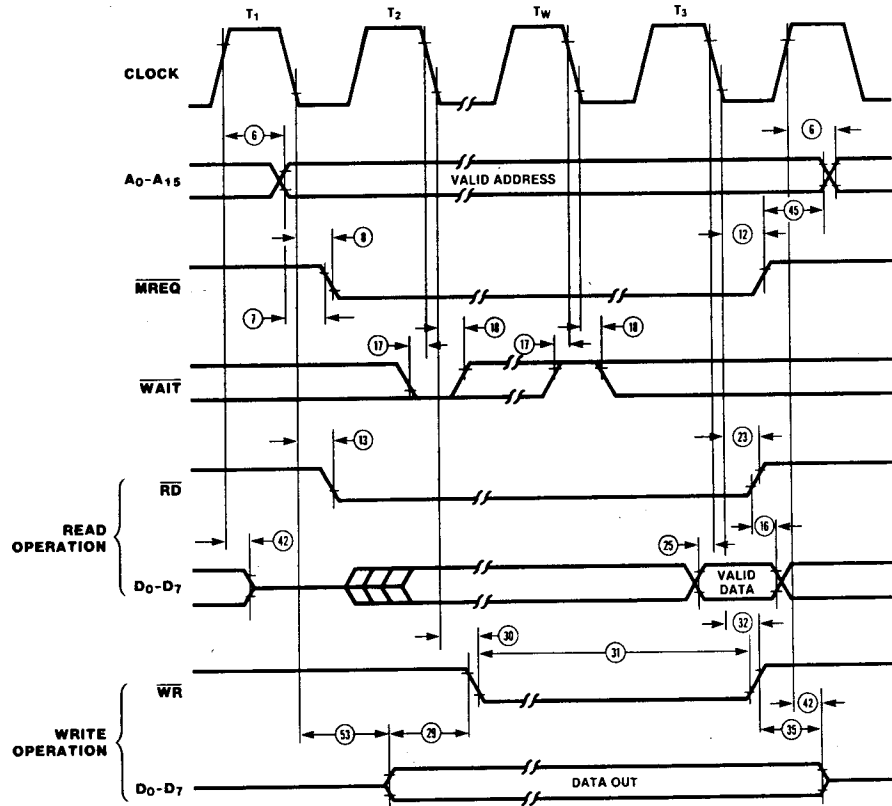 T1 T2 TW T3
CLOCK
6 6
A0-A15 VALID ADDRESS
45
8 12
MREQ
7
17 18 17 18
WAIT
13 23
RD
READ
OPERATION
42 25 16
D0-D7 VALID
DATA
30 31 32
WR
WRITE
OPERATION
53 29 35 42
D0-D7 DATA OUT